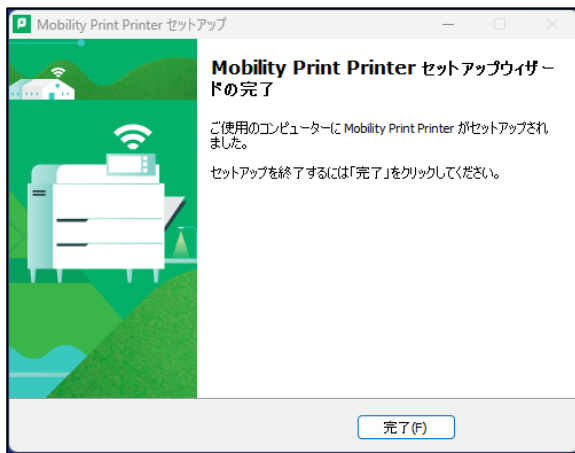 Mobility Print Printer セットアップ
Mobility Print Printer セットアップウィザー
ドの完了
ご使用のコンピューターに Mobility Print Printer がセットアップされ
ました。
セットアップを終了するには「完了」をクリックしてください。
完了(F)